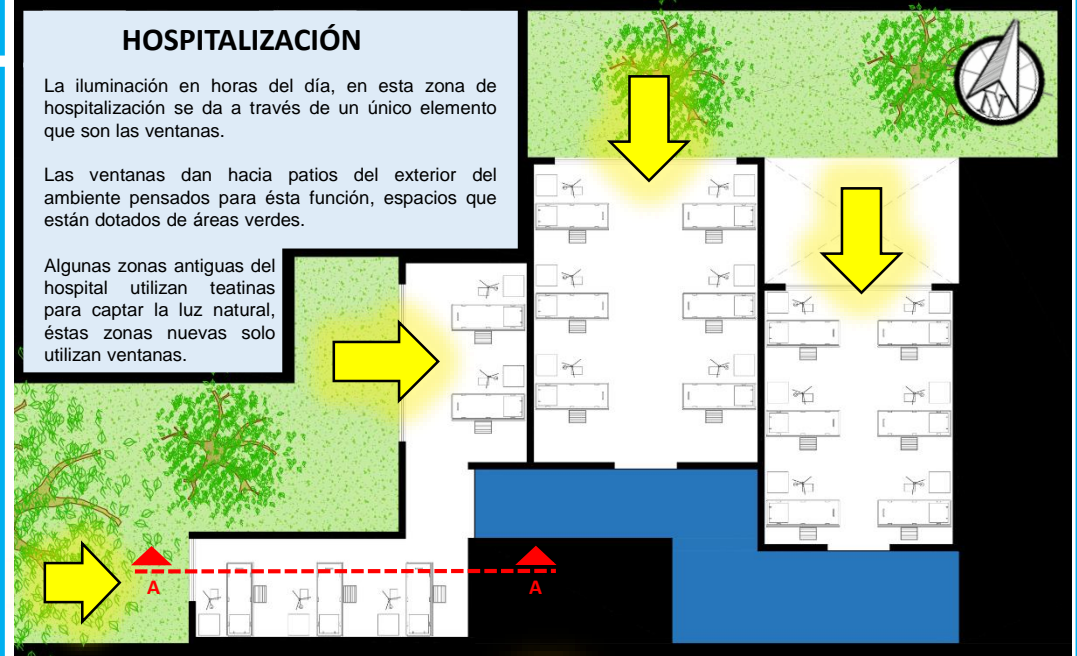 HOSPITALIZACIÓN
La iluminación en horas del día, en esta zona de
hospitalización se da a través de un único elemento
que son las ventanas.
Las ventanas dan hacia patios del exterior del
ambiente pensados para ésta función, espacios que
están dotados de áreas verdes.
Algunas zonas antiguas del
hospital utilizan teatinas
para captar la luz natural,
éstas zonas nuevas solo
utilizan ventanas.
N
A
A